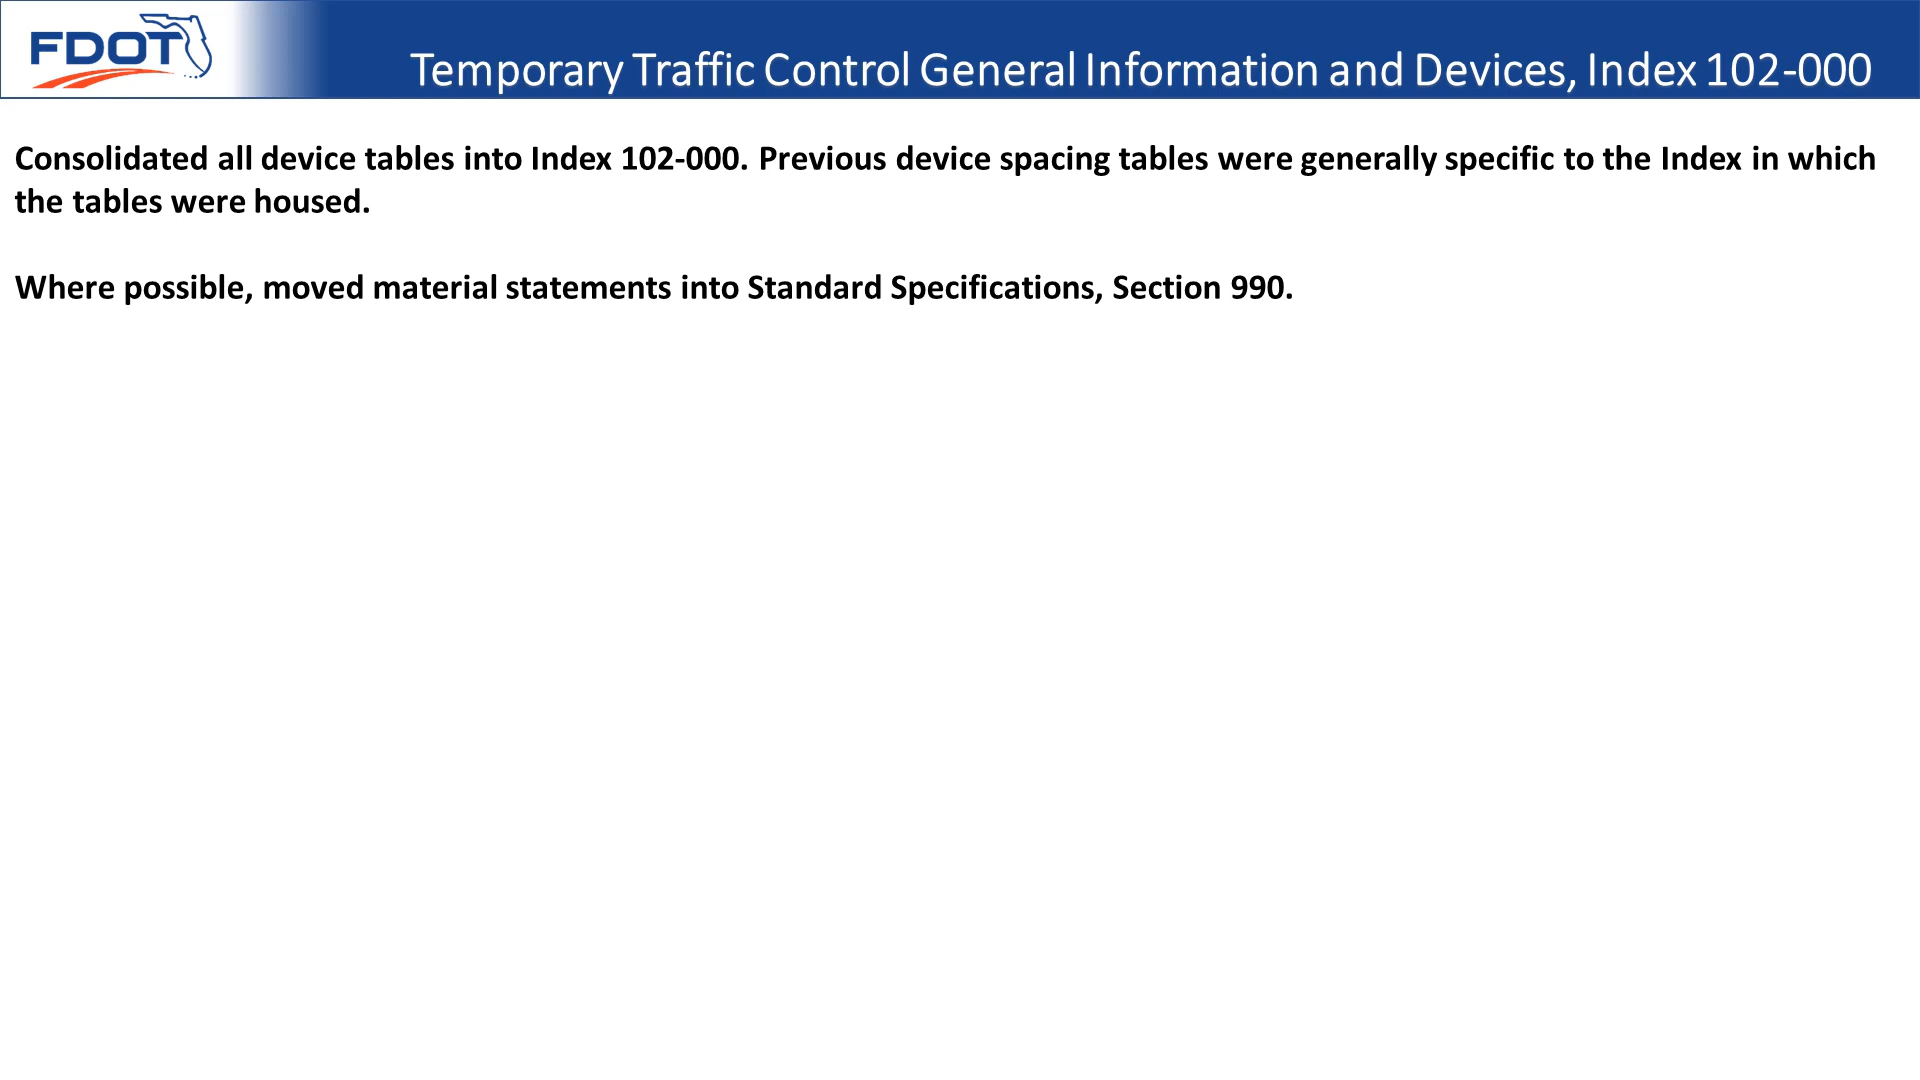 FDOT
Temporary Traffic Control General Information and Devices, Index 102-000
Consolidated all device tables into Index 102-000. Previous device spacing tables were generally specific to the Index in which
the tables were housed.
Where possible, moved material statements into Standard Specifications, Section 990.